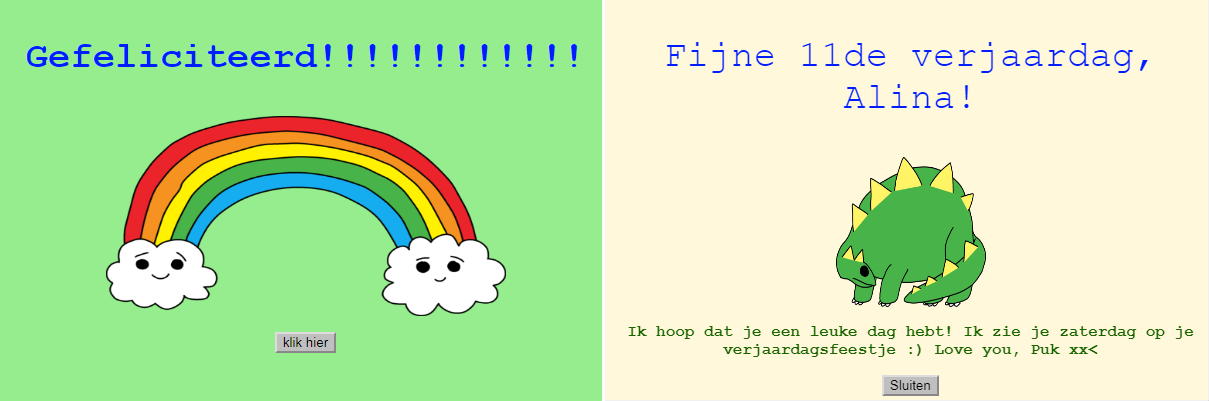 Gefeliciteerd!!!!!!!!!!!!
klik hier
Fijne 11de verjaardag,
Alina!
Ik hoop dat je een leuke dag hebt! Ik zie je zaterdag op je
verjaardagsfeestje :) Love you, Puk xx<
Sluiten